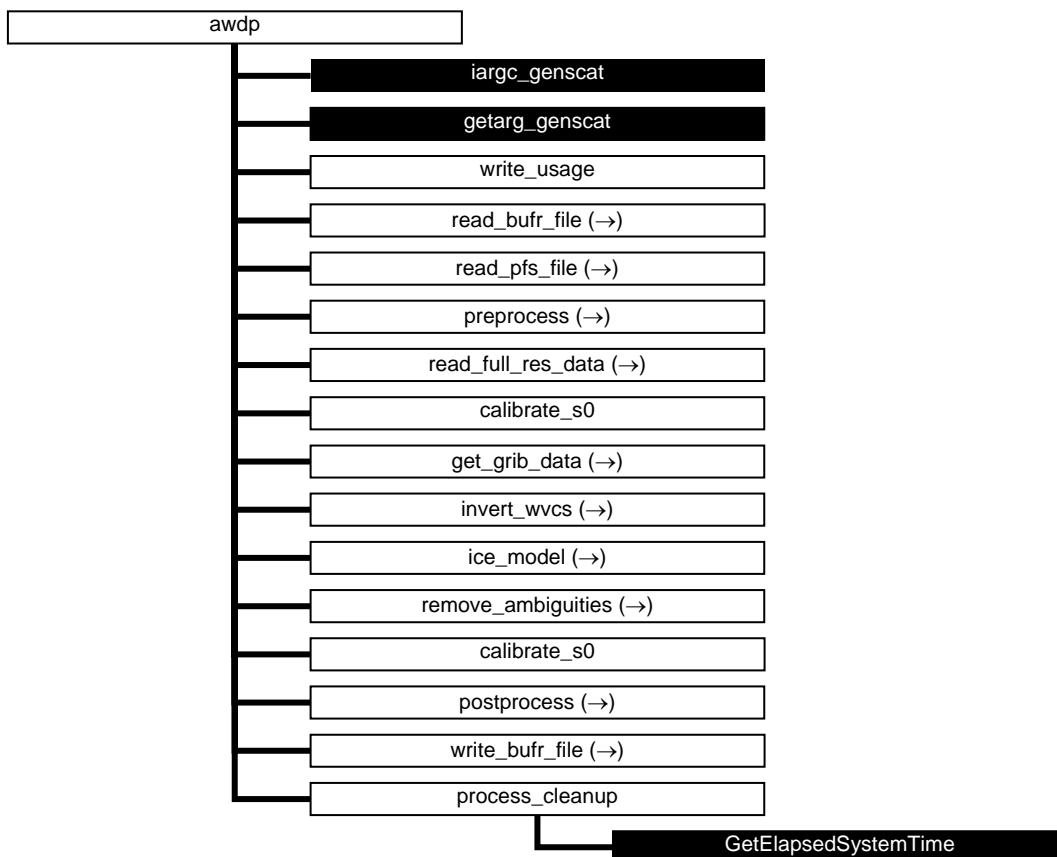 awdp
iargc_genscat
getarg_genscat
write_usage
read_bufr_file (→)
read_pfs_file (→)
preprocess (→)
read_full_res_data (→)
calibrate_s0
get_grib_data (→)
invert_wvcs (→)
ice_model (→)
remove_ambiguities (→)
calibrate_s0
postprocess (→)
write_bufr_file (→)
process_cleanup
GetElapsedSystemTime